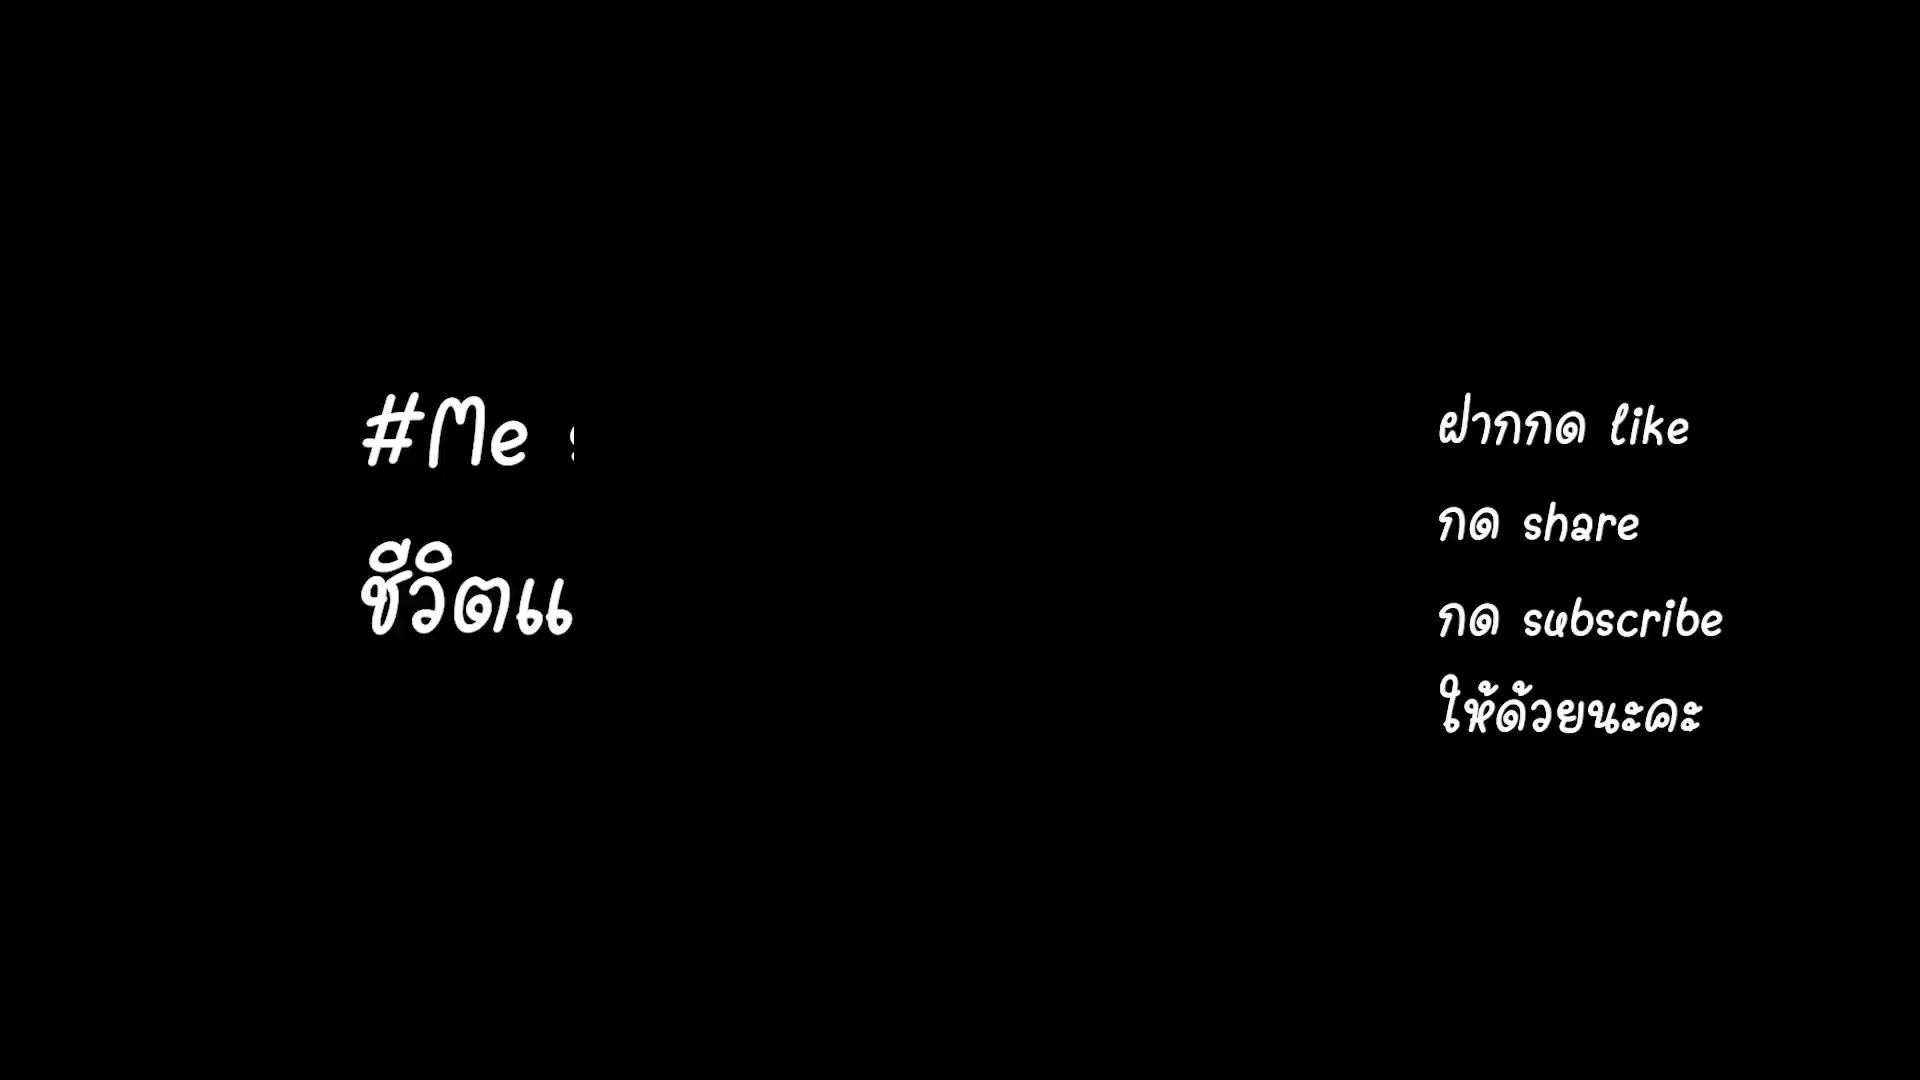 #Me
ชีวิตแ
ฝากกด like
กด share
กด subscribe
ให้ด้วยนะคะ